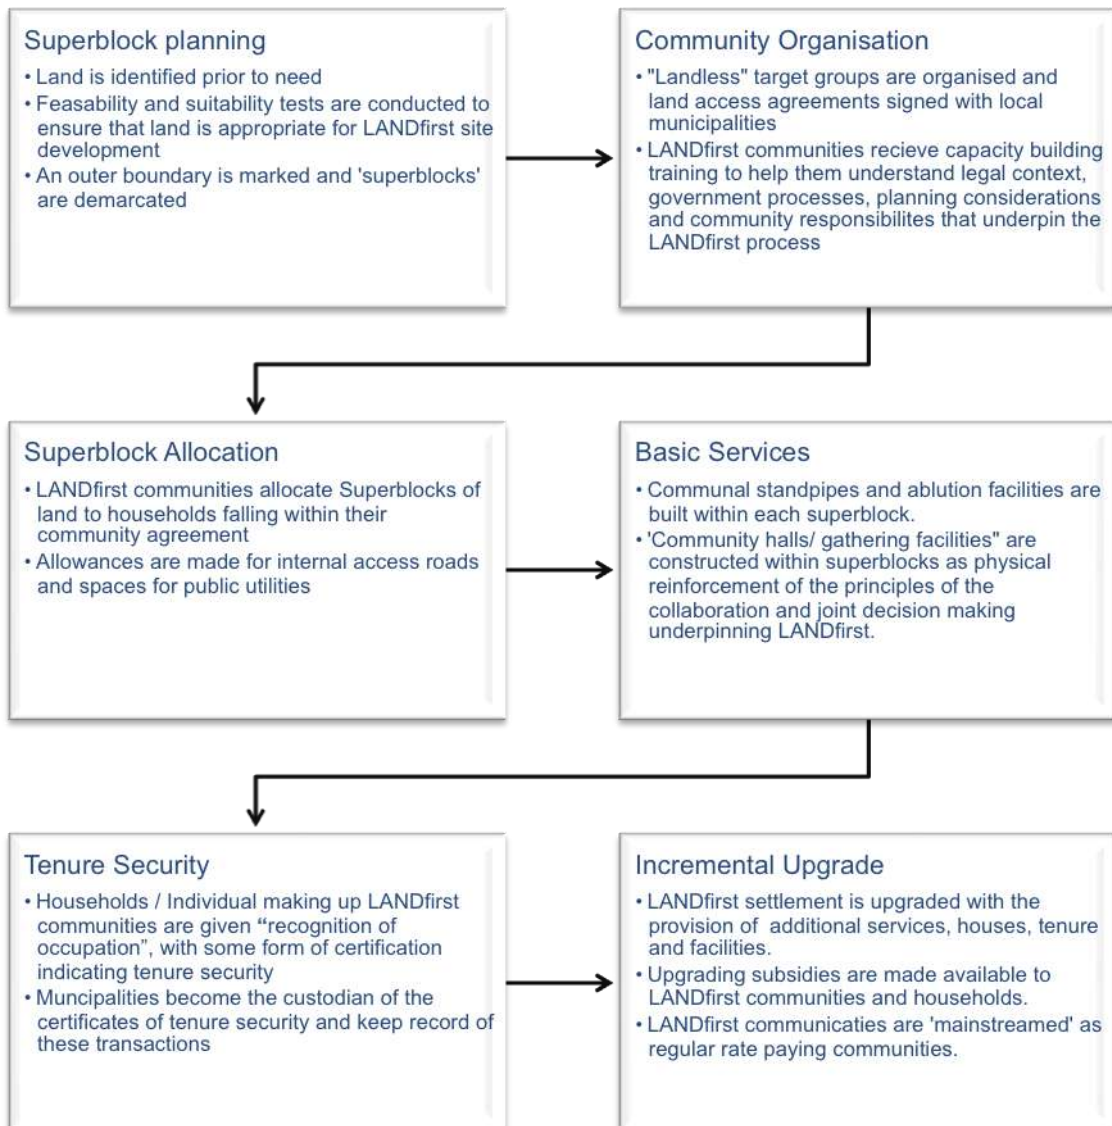 Superblock planning
• Land is identified prior to need
• Feasability and suitability tests are conducted to
ensure that land is appropriate for LANDfirst site
development
• An outer boundary is marked and 'superblocks'
are demarcated
Community Organisation
• "Landless" target groups are organised and
land access agreements signed with local
municipalities
• LANDfirst communities recieve capacity building
training to help them understand legal context,
government processes, planning considerations
and community responsibilites that underpin the
LANDfirst process
Superblock Allocation
• LANDfirst communities allocate Superblocks of
land to households falling within their
community agreement
• Allowances are made for internal access roads
and spaces for public utilities
Basic Services
• Communal standpipes and ablution facilities are
built within each superblock.
• 'Community halls/ gathering facilities" are
constructed within superblocks as physical
reinforcement of the principles of the
collaboration and joint decision making
underpinning LANDfirst.
Tenure Security
• Households / Individual making up LANDfirst
communities are given “recognition of
occupation”, with some form of certification
indicating tenure security
• Muncipalities become the custodian of the
certificates of tenure security and keep record of
these transactions
Incremental Upgrade
• LANDfirst settlement is upgraded with the
provision of additional services, houses, tenure
and facilities.
• Upgrading subsidies are made available to
LANDfirst communities and households.
• LANDfirst communicaties are 'mainstreamed' as
regular rate paying communities.